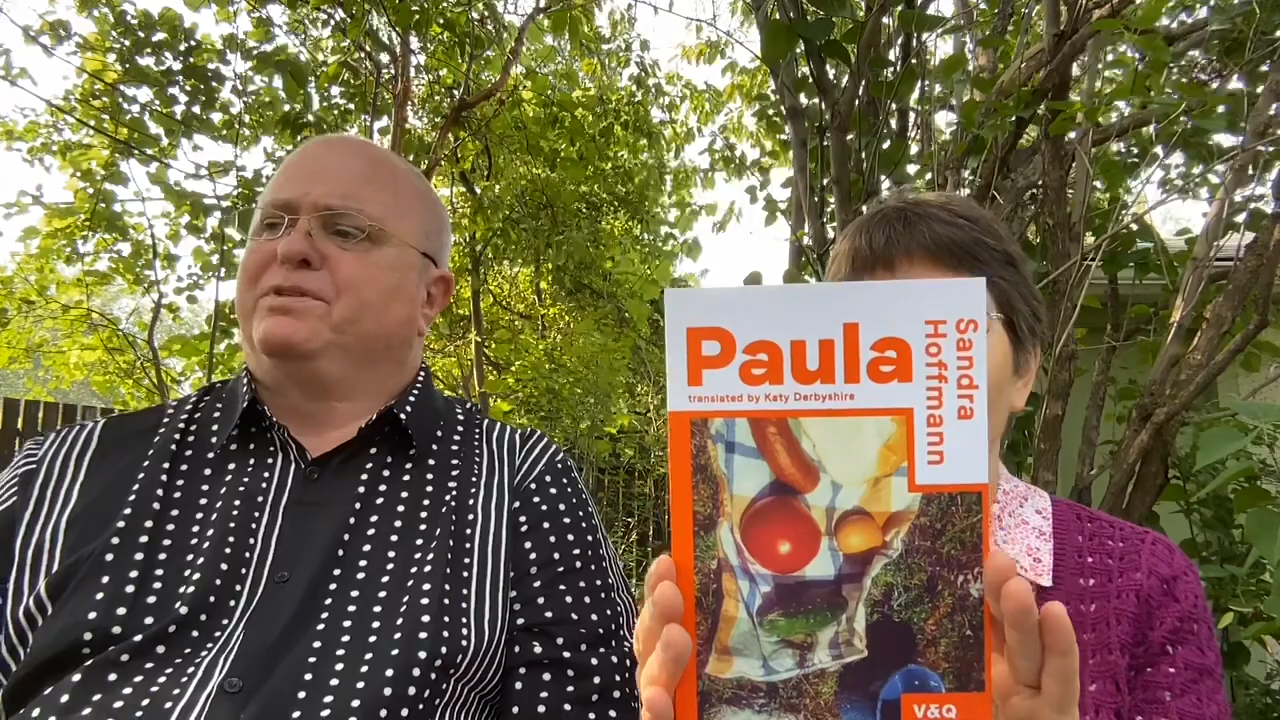 Paula
translated by Katy Derbyshire
Sandra
Hoffmann
V&Q